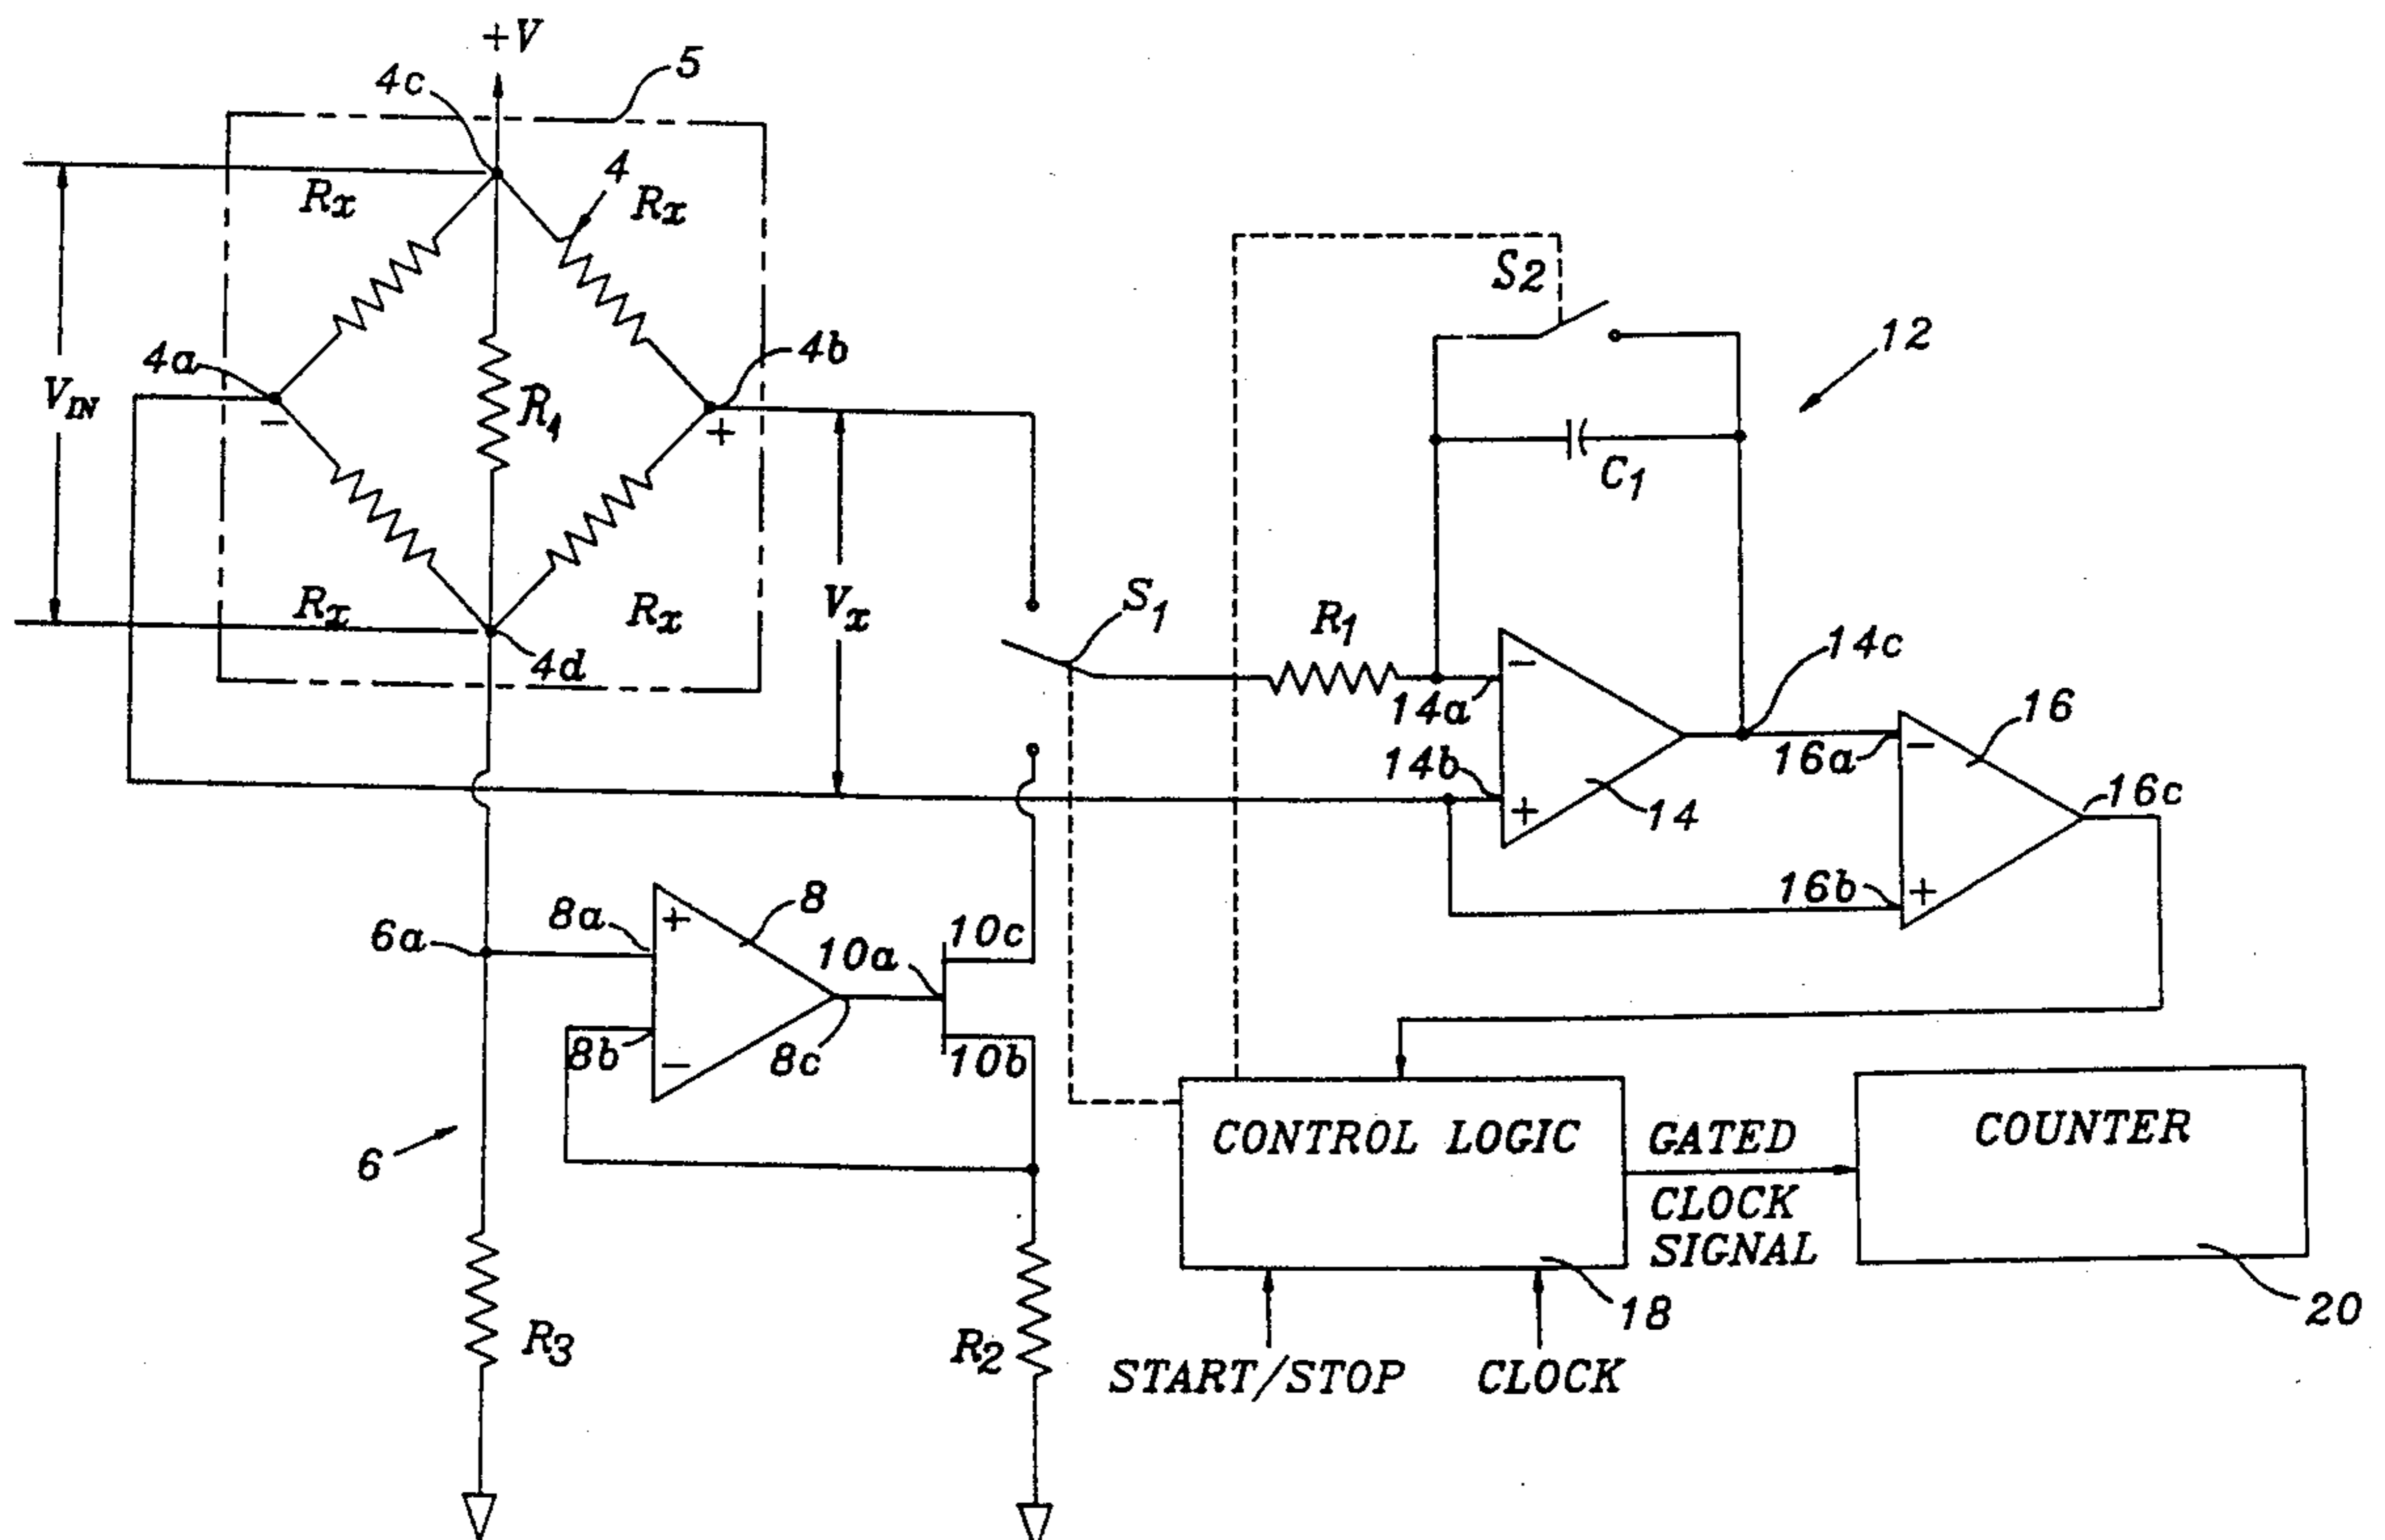 +V
5
4c
4
Rx
Rx
4a
4b
VIN
R1
−
+
Rx
Rx
4d
Vx
S2
12
C1
S1
R1
14a
−
14c
14b
+
14
16a
−
16
16c
16b
+
8a
+
8
6a
10a
10c
8b
−
8c
10b
6
CONTROL LOGIC
GATED
CLOCK
SIGNAL
COUNTER
18
20
R3
R2
START/STOP
CLOCK